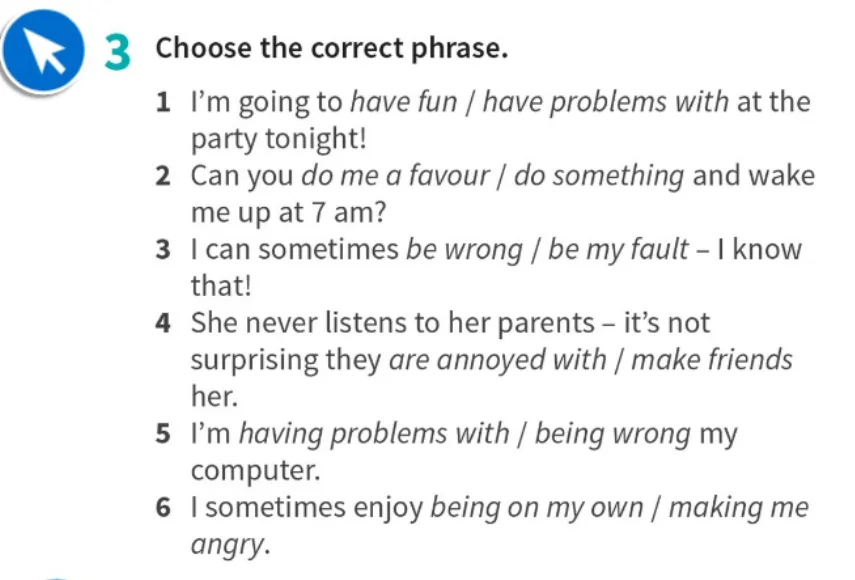 3 Choose the correct phrase.
1 I’m going to have fun / have problems with at the
party tonight!
2 Can you do me a favour / do something and wake
me up at 7 am?
3 I can sometimes be wrong / be my fault – I know
that!
4 She never listens to her parents – it’s not
surprising they are annoyed with / make friends
her.
5 I’m having problems with / being wrong my
computer.
6 I sometimes enjoy being on my own / making me
angry.